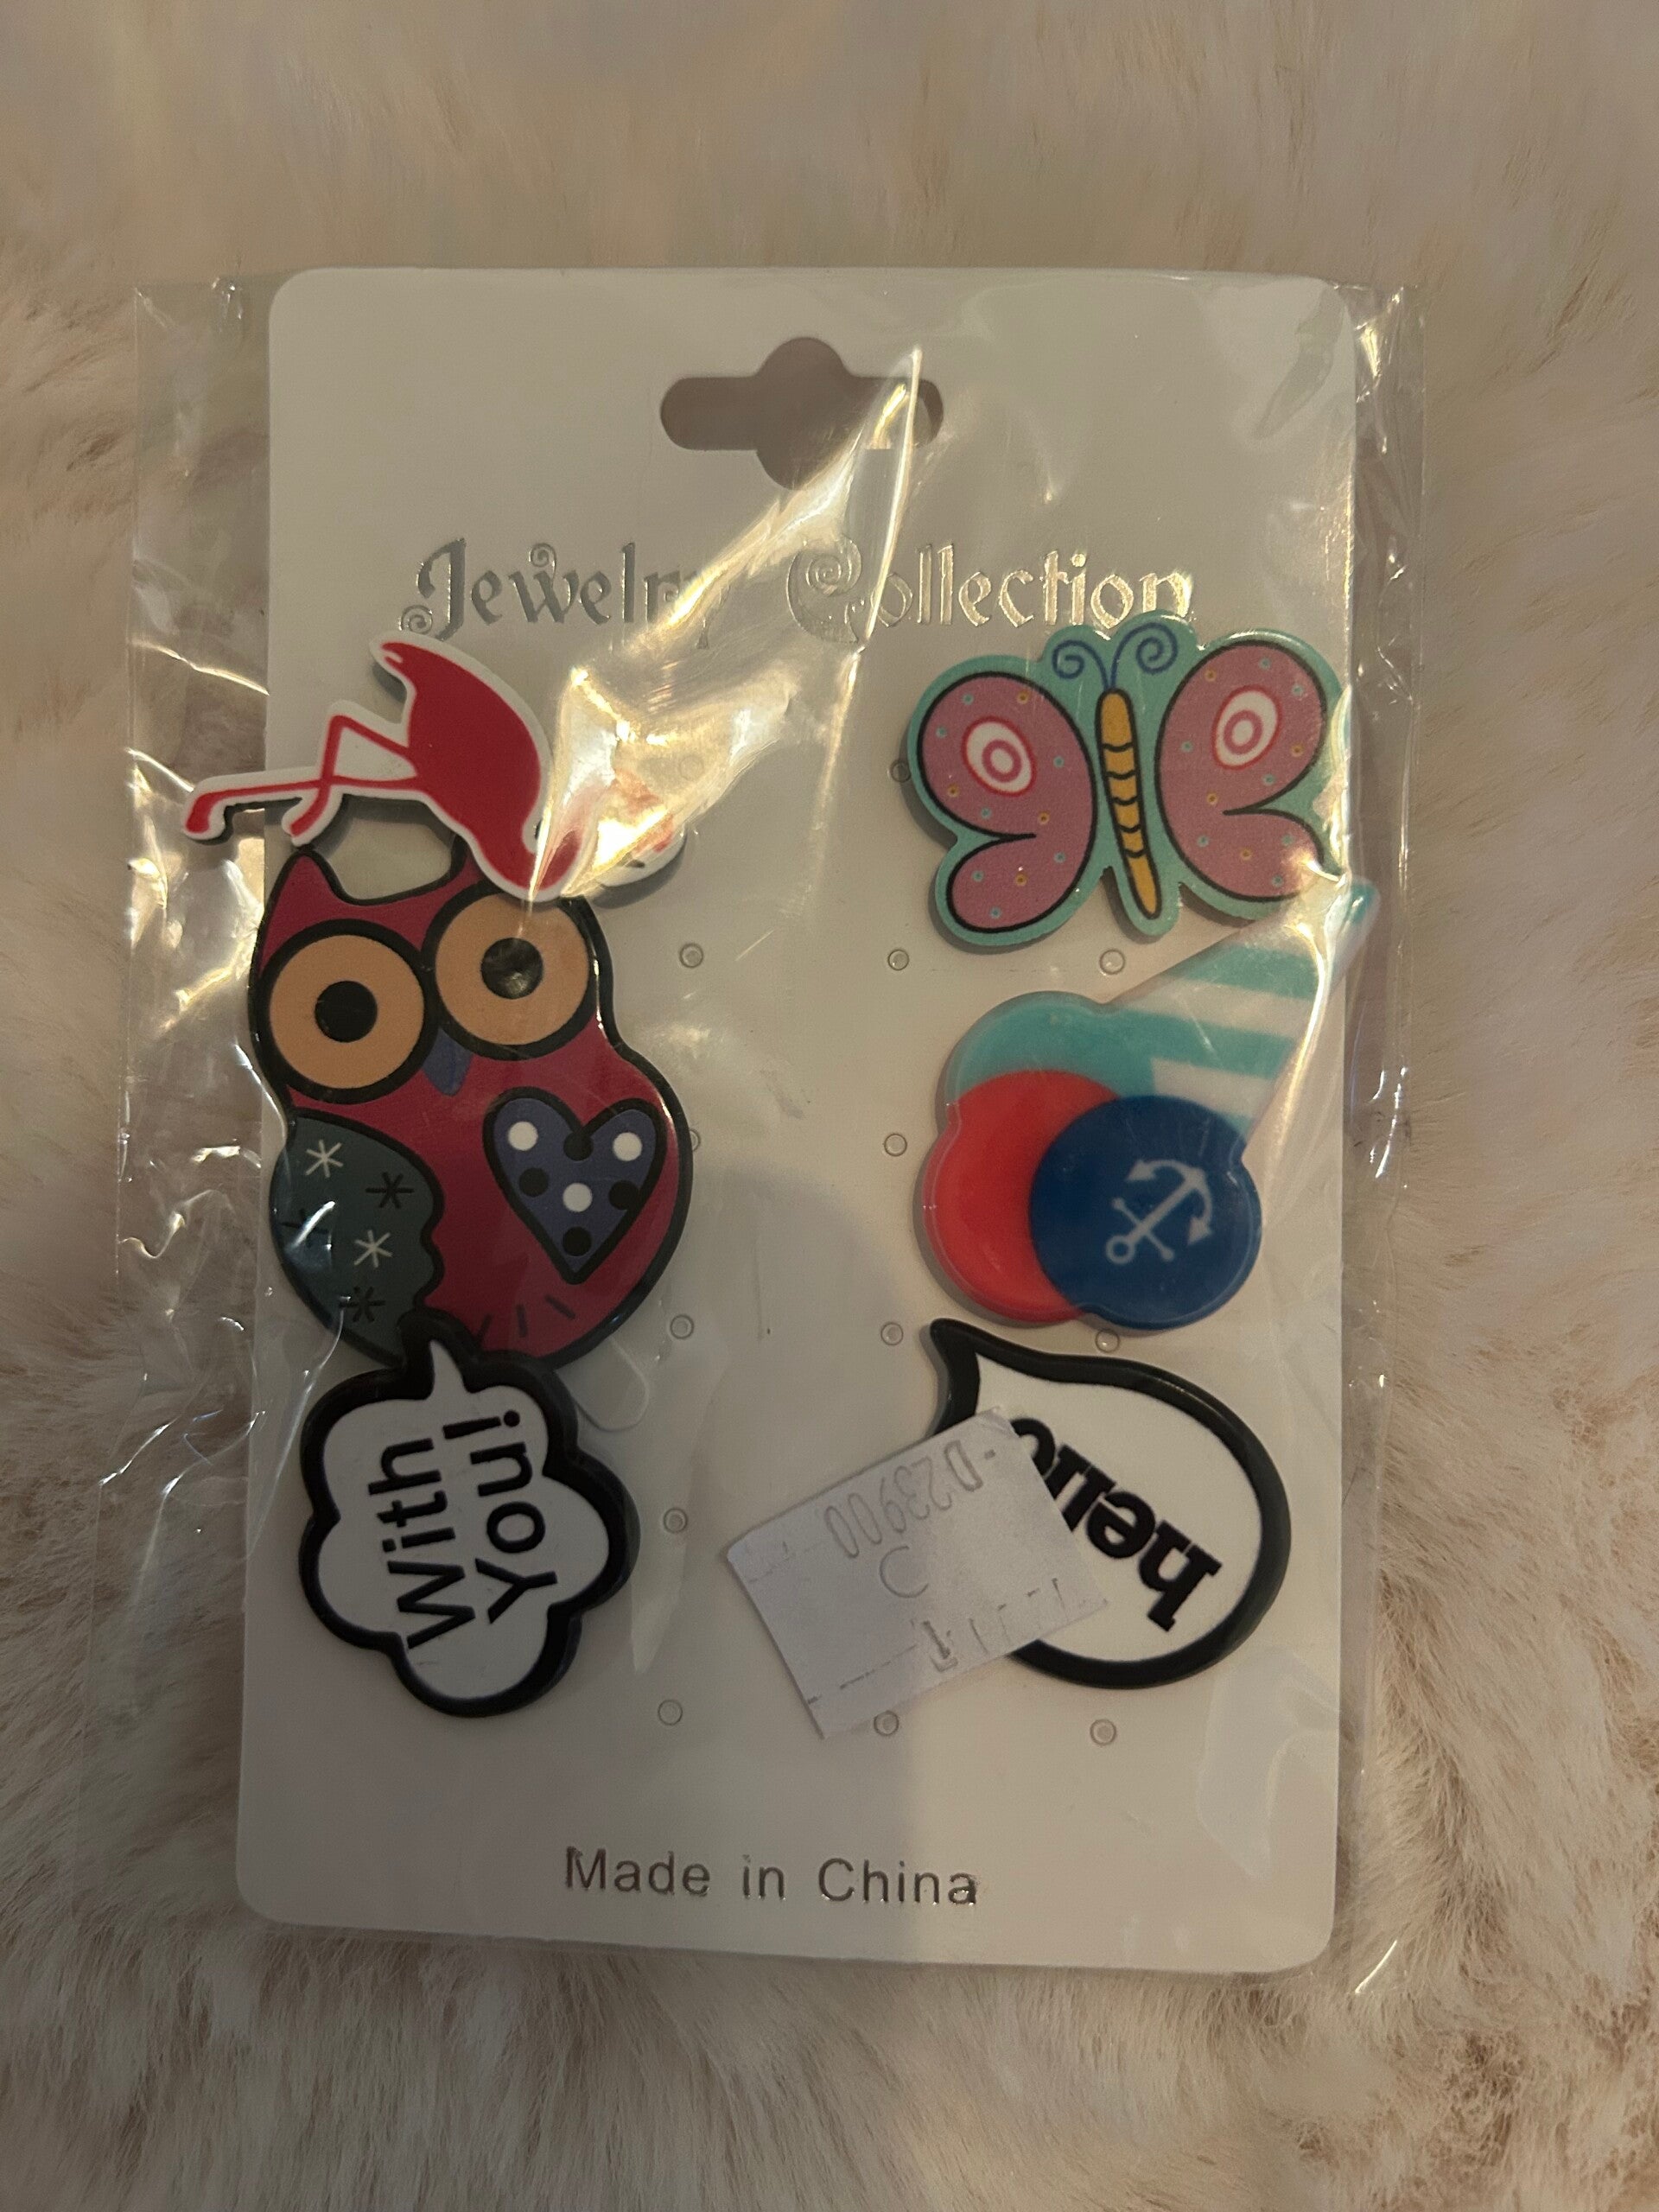 Jewelry Collection
With
You!
hello
D23900
Made in China